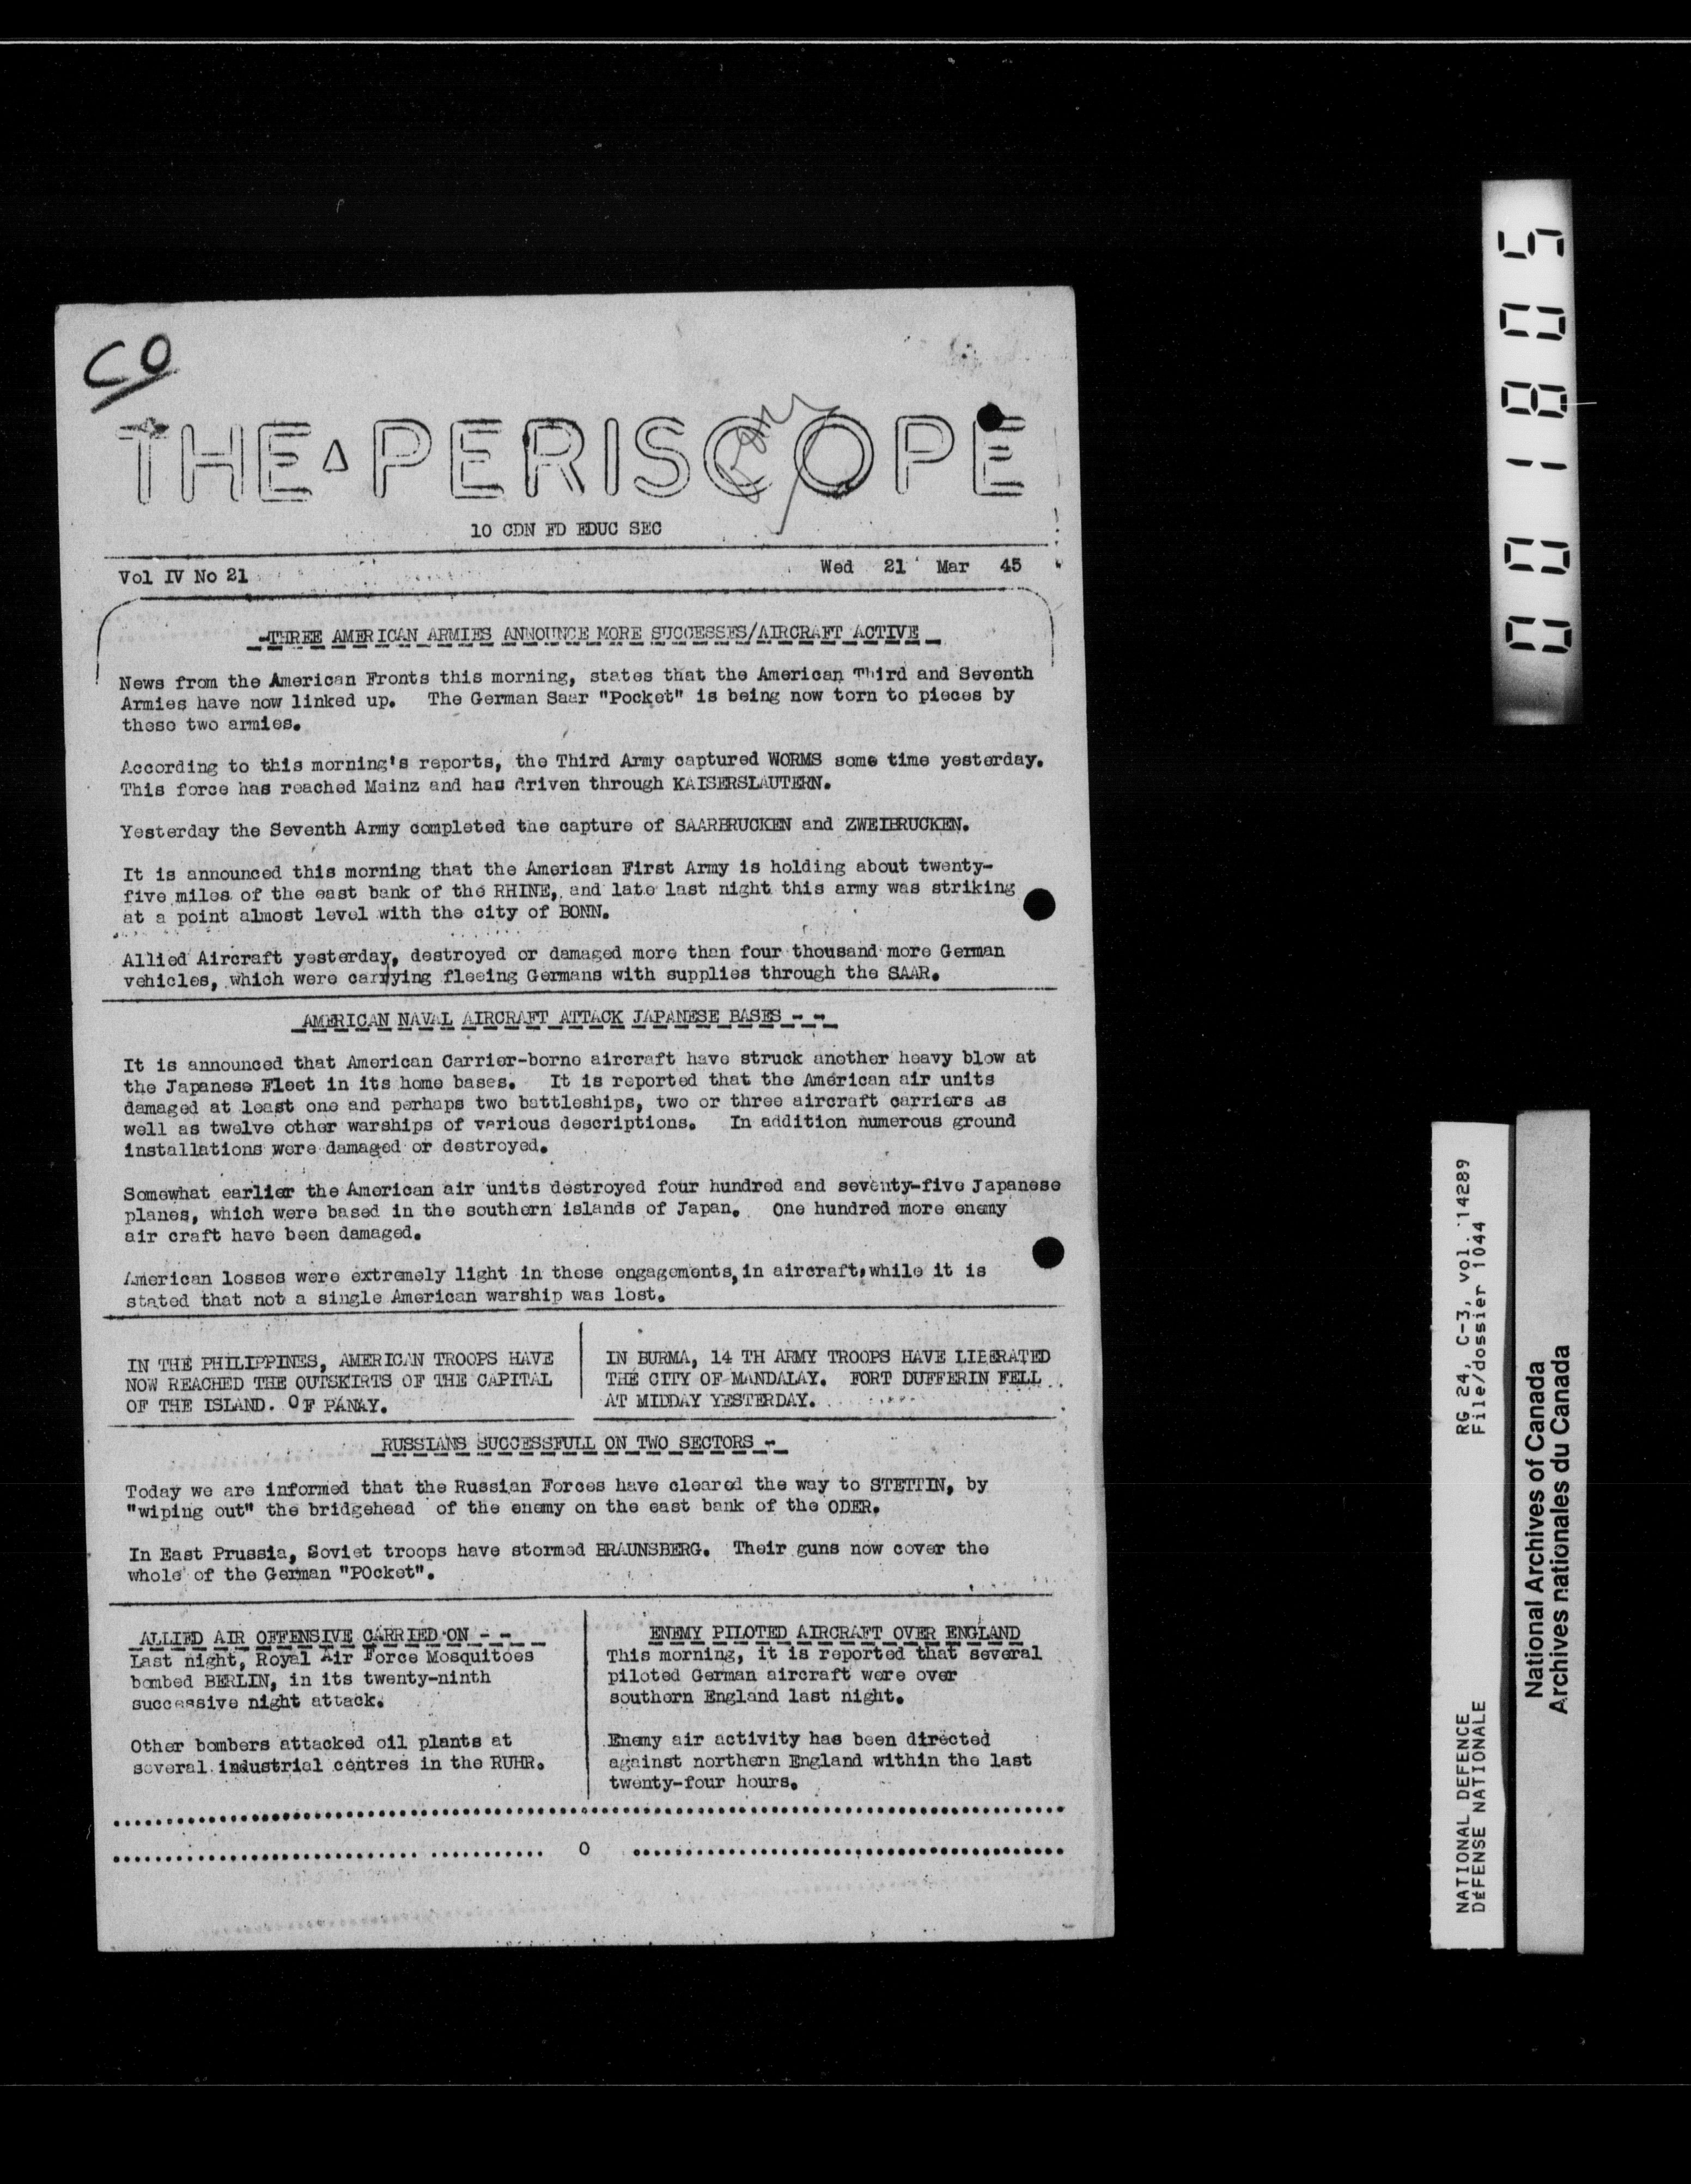 CO
THE PERISCOPE
10 CDN FD EDUC SEC
Vol IV No 21
Wed 21 Mar 45
-THREE AMERICAN ARMIES ANNOUNCE MORE SUCCESSES/AIRCRAFT ACTIVE
News from the American Fronts this morning, states that the American Third and Seventh
Armies have now linked up. The German Saar "Pocket" is being now torn to pieces by
these two armies.
According to this morning's reports, the Third Army captured WORMS some time yesterday.
This force has reached Mainz and has driven through KAISERSLAUTERN.
Yesterday the Seventh Army completed the capture of SAARBRUCKEN and ZWEIBRUCKEN.
It is announced this morning that the American First Army is holding about twenty-
five miles of the east bank of the RHINE, and late last night this army was striking
at a point almost level with the city of BONN.
Allied Aircraft yesterday, destroyed or damaged more than four thousand more German
vehicles, which were carrying fleeing Germans with supplies through the SAAR.
AMERICAN NAVAL AIRCRAFT ATTACK JAPANESE BASES - -
It is announced that American Carrier-borne aircraft have struck another heavy blow at
the Japanese Fleet in its home bases. It is reported that the American air units
damaged at least one and perhaps two battleships, two or three aircraft carriers as
well as twelve other warships of various descriptions. In addition numerous ground
installations were damaged or destroyed.
Somewhat earlier the American air units destroyed four hundred and seventy-five Japanese
planes, which were based in the southern islands of Japan. One hundred more enemy
air craft have been damaged.
American losses were extremely light in these engagements, in aircraft, while it is
stated that not a single American warship was lost.
IN THE PHILIPPINES, AMERICAN TROOPS HAVE
NOW REACHED THE OUTSKIRTS OF THE CAPITAL
OF THE ISLAND. OF PANAY.
IN BURMA, 14 TH ARMY TROOPS HAVE LIBERATED
THE CITY OF MANDALAY. FORT DUFFERIN FELL
AT MIDDAY YESTERDAY.
RUSSIANS SUCCESSFULL ON TWO SECTORS -
Today we are informed that the Russian Forces have cleared the way to STETTIN, by
"wiping out" the bridgehead of the enemy on the east bank of the ODER.
In East Prussia, Soviet troops have stormed BRAUNSBERG. Their guns now cover the
whole of the German "POcket".
ALLIED AIR OFFENSIVE CARRIED ON - -
Last night, Royal Air Force Mosquitoes
bombed BERLIN, in its twenty-ninth
successive night attack.
Other bombers attacked oil plants at
several industrial centres in the RUHR.
ENEMY PILOTED AIRCRAFT OVER ENGLAND
This morning, it is reported that several
piloted German aircraft were over
southern England last night.
Enemy air activity has been directed
against northern England within the last
twenty-four hours.
O
001805
RG 24, C-3, vol. 14289
File/dossier 1044
NATIONAL DEFENCE
DéFENSE NATIONALE
National Archives of Canada
Archives nationales du Canada